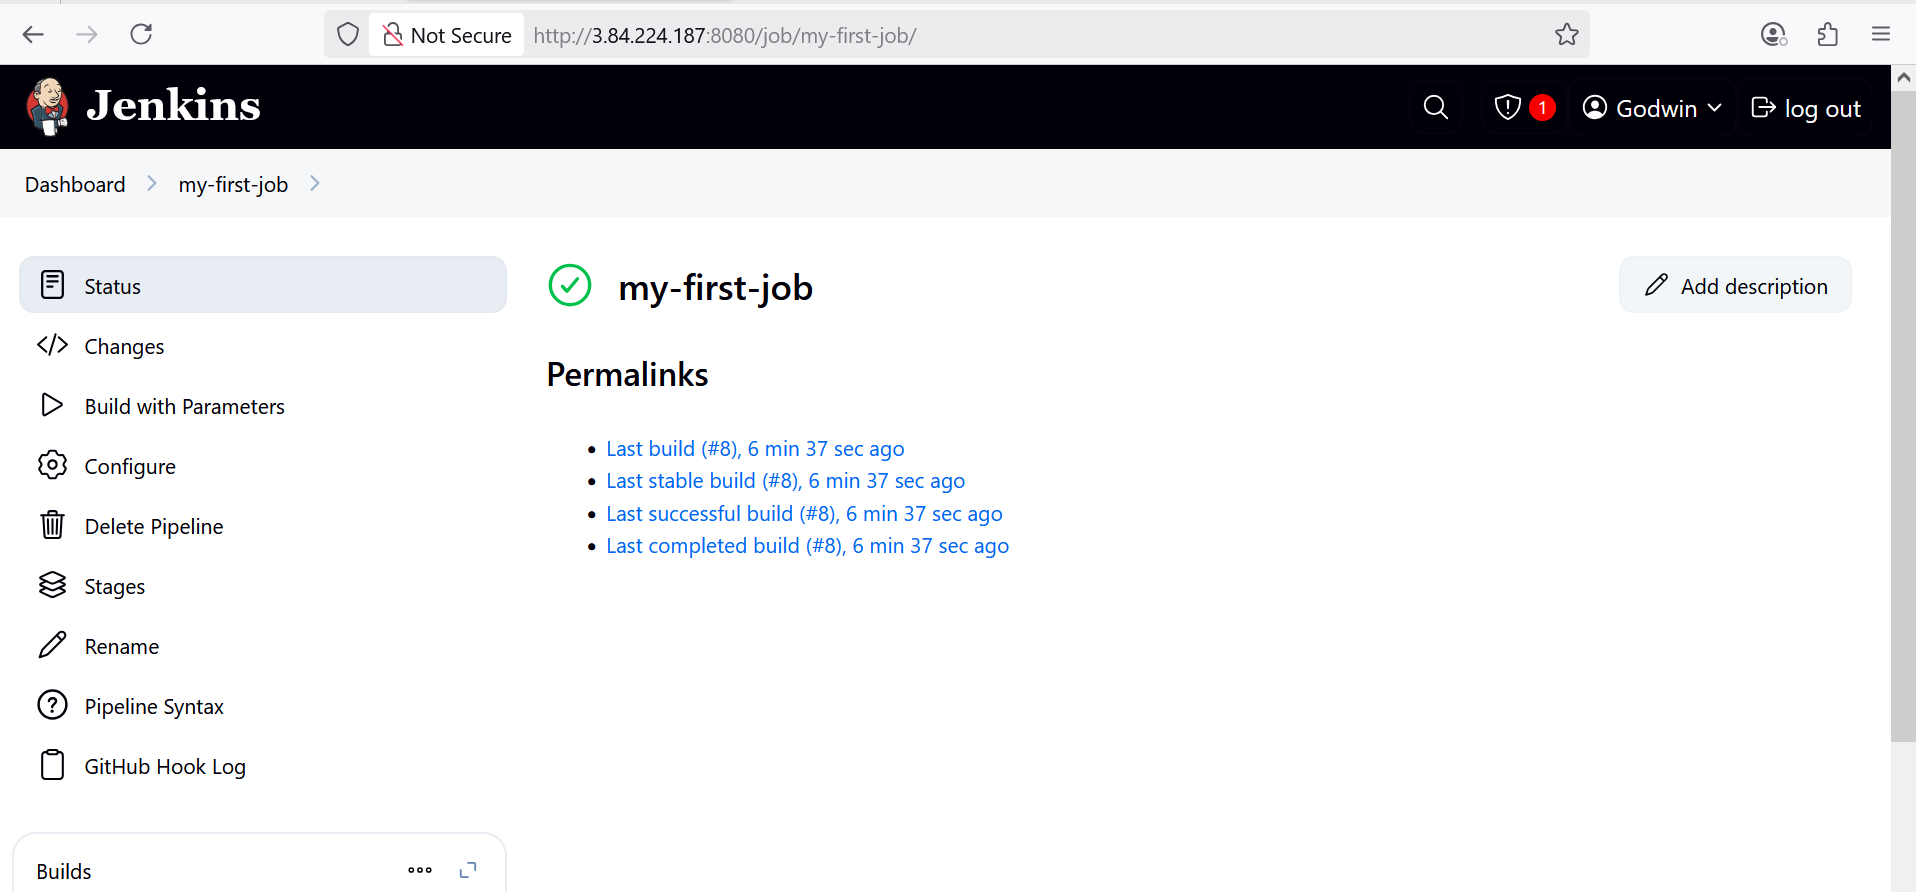 Not Secure http://3.84.224.187:8080/job/my-first-job/
Jenkins
1
Godwin
log out
Dashboard
my-first-job
Status
Changes
Build with Parameters
Configure
Delete Pipeline
Stages
Rename
Pipeline Syntax
GitHub Hook Log
Builds
my-first-job
Add description
Permalinks
Last build (#8), 6 min 37 sec ago
Last stable build (#8), 6 min 37 sec ago
Last successful build (#8), 6 min 37 sec ago
Last completed build (#8), 6 min 37 sec ago